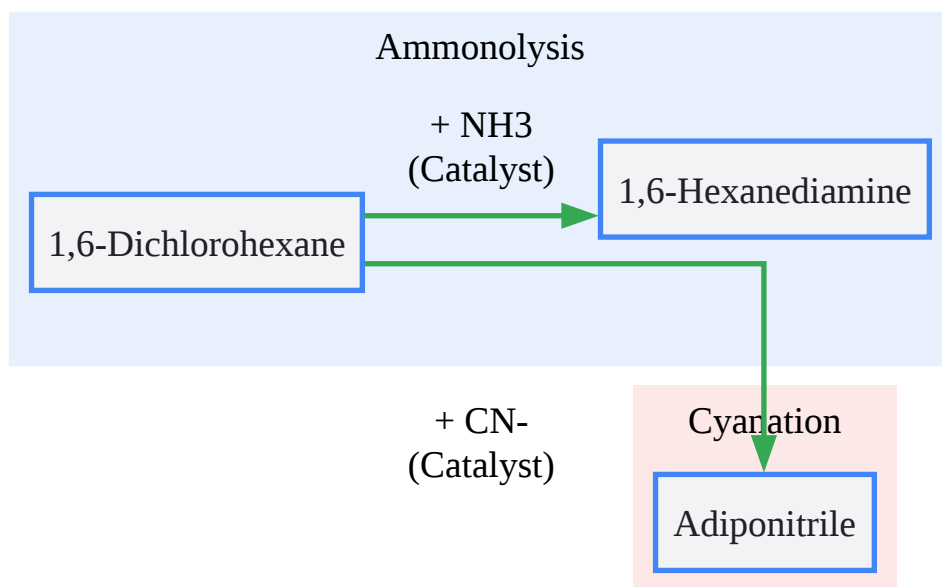 Ammonolysis
+ NH3
(Catalyst)
1,6-Hexanediamine
1,6-Dichlorohexane
+ CN-
(Catalyst)
Cyanation
Adiponitrile